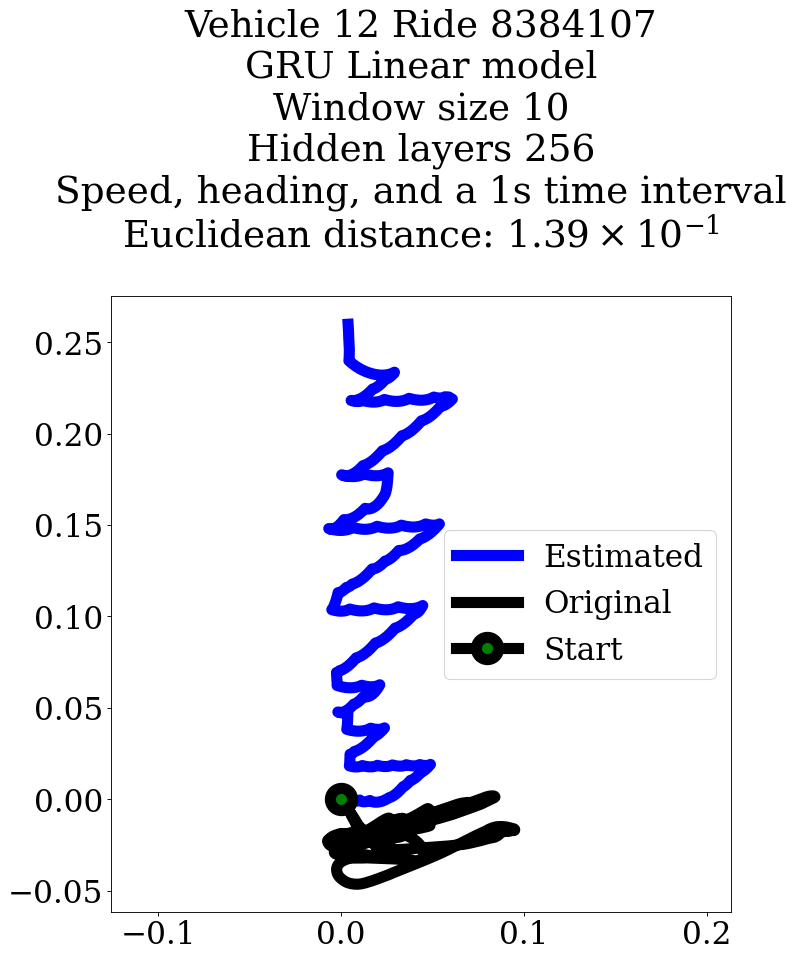 Vehicle 12 Ride 8384107
GRU Linear model
Window size 10
Hidden layers 256
Speed, heading, and a 1s time interval
Euclidean distance: 1.39 × 10⁻¹
0.25
0.20
0.15
Estimated
Original
0.10
Start
0.05
0.00
−0.05
−0.1 0.0 0.1 0.2